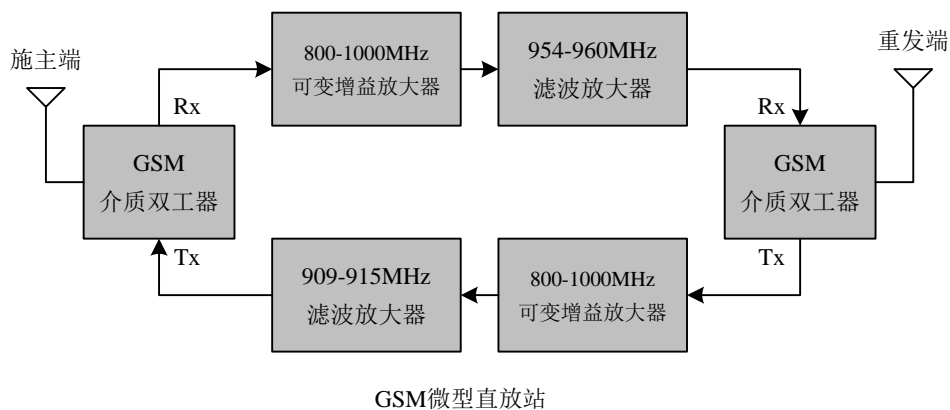 施主端
800-1000MHz
可变增益放大器
954-960MHz
滤波放大器
重发端
Rx
Rx
GSM
介质双工器
GSM
介质双工器
Tx
Tx
909-915MHz
滤波放大器
800-1000MHz
可变增益放大器
GSM微型直放站